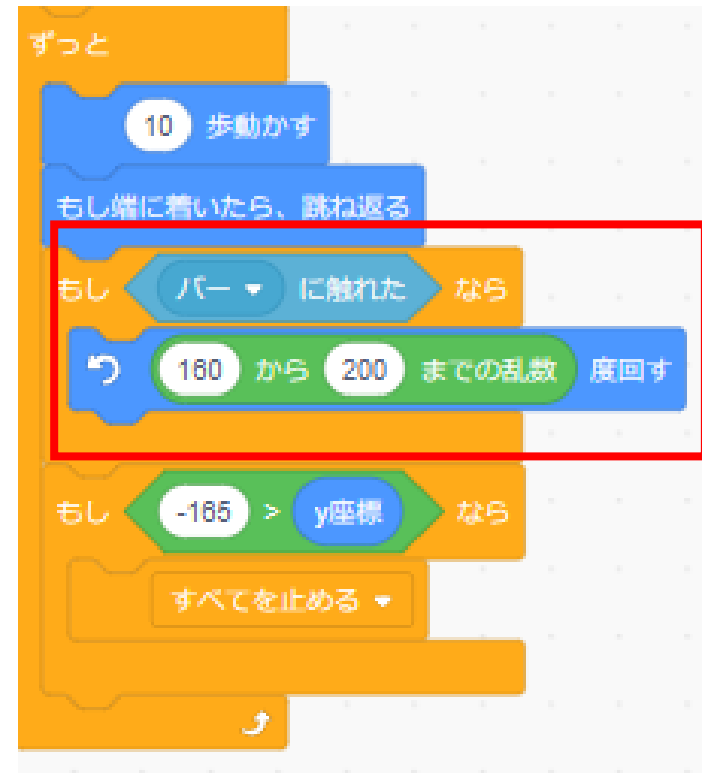 ずっと
10 歩動かす
もし端に着いたら、跳ね返る
もし バー に触れた なら
160 から 200 までの乱数 度回す
もし -165 > y座標 なら
すべてを止める